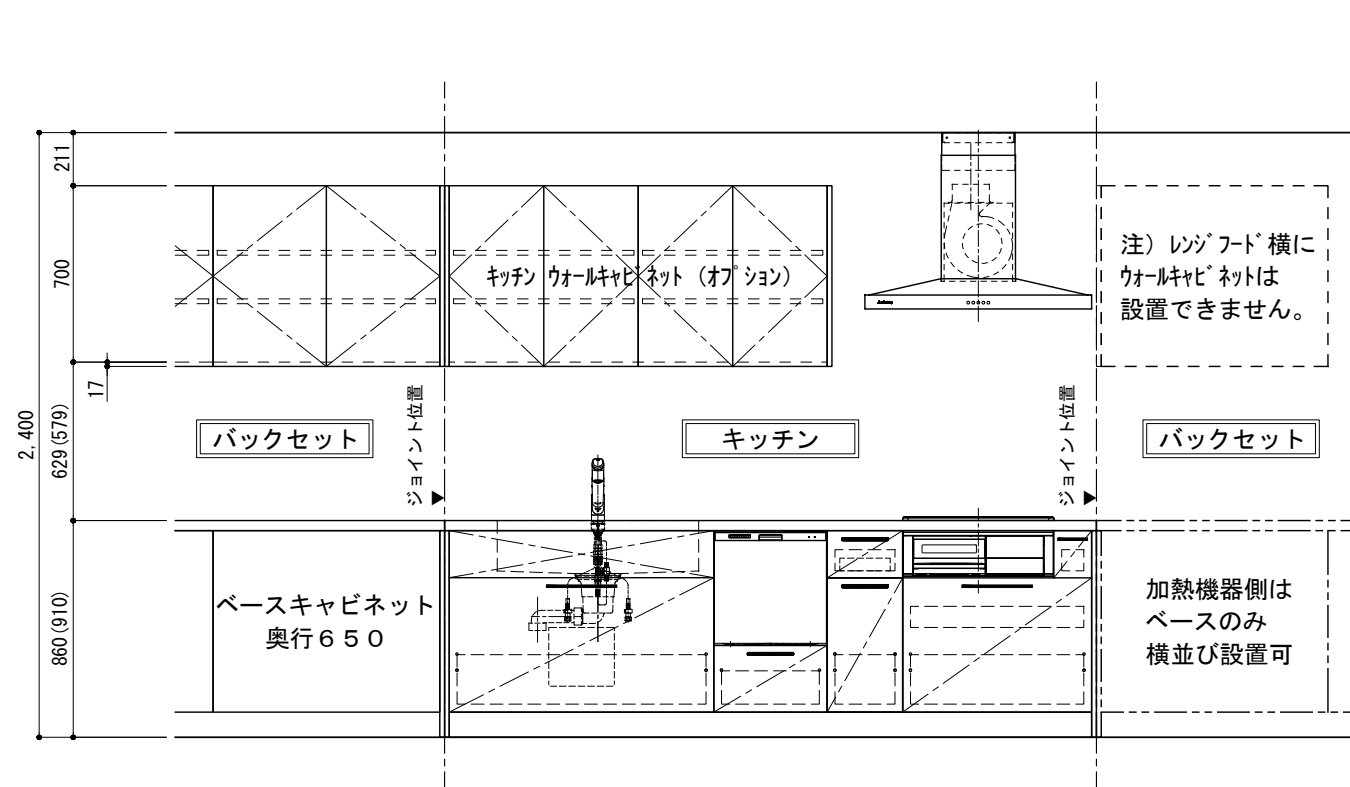 211
700
17
2,400
629(579)
860(910)
キッチン ウォールキャビネット (オプション)
注) レンジフード横に
ウォールキャビネットは
設置できません。
ジョイント位置
ジョイント位置
バックセット
キッチン
バックセット
ベースキャビネット
奥行650
加熱機器側は
ベースのみ
横並び設置可